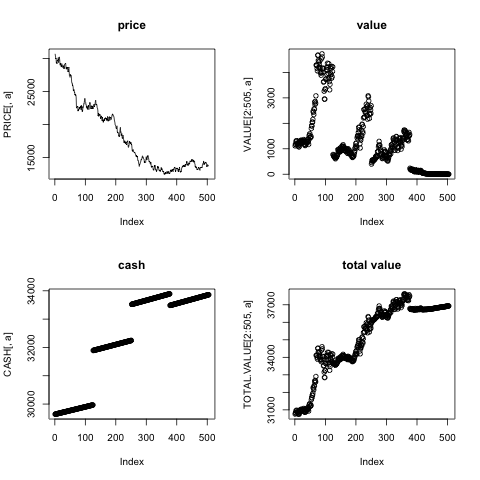 price
PRICE[, a]
15000
25000
0
100
200
300
400
500
Index
value
VALUE[2:505, a]
0
1000
3000
0
100
200
300
400
500
Index
cash
CASH[, a]
30000
32000
34000
0
100
200
300
400
500
Index
total value
TOTAL.VALUE[2:505, a]
31000
34000
37000
0
100
200
300
400
500
Index